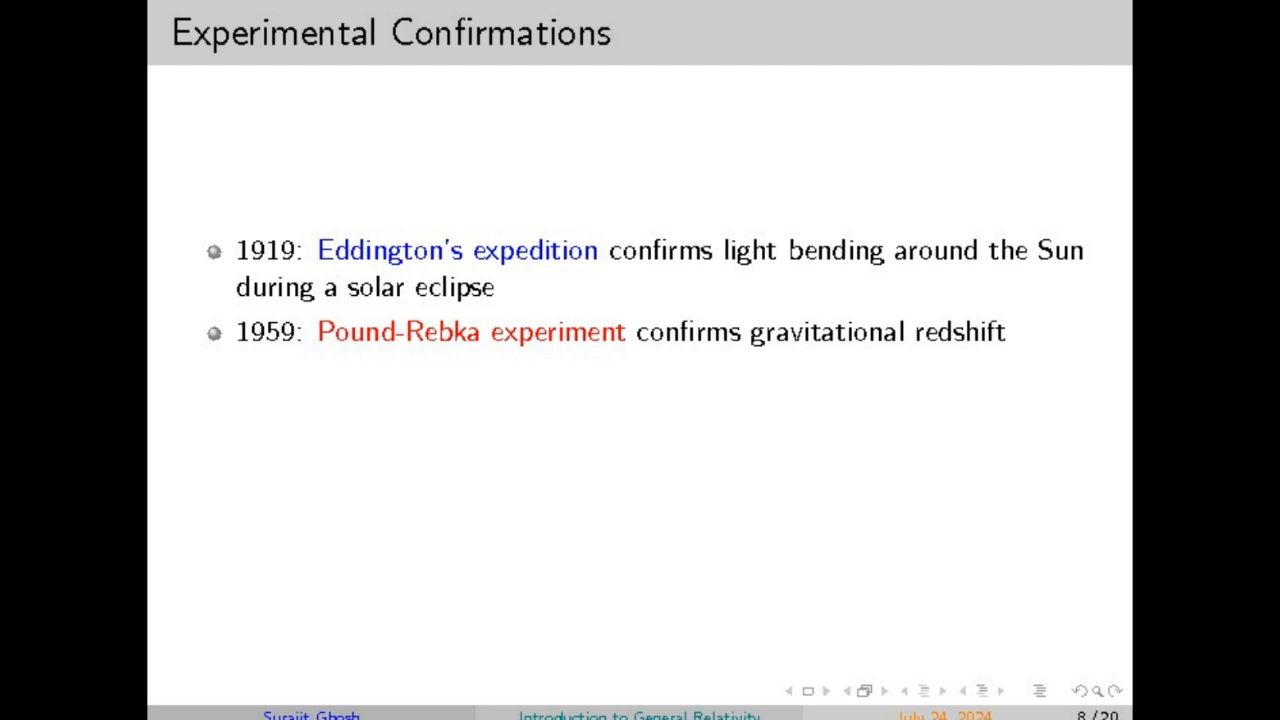 Experimental Confirmations
1919: Eddington's expedition confirms light bending around the Sun
during a solar eclipse
1959: Pound-Rebka experiment confirms gravitational redshift
Surajit Ghosh Introduction to General Relativity July 24, 2024 8 / 20